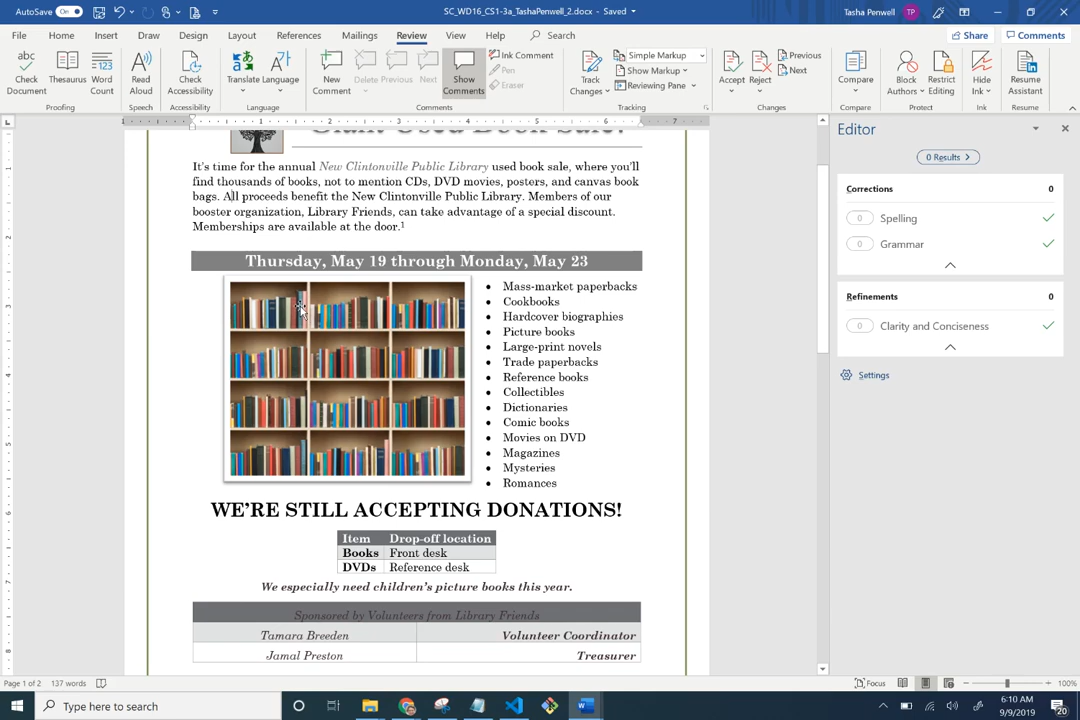 AutoSave On
SC_WD16_CS1-3a_TashaPenwell_2.docx - Saved
Tasha Penwell TP
File Home Insert Draw Design Layout References Mailings Review View Help Search
Share Comments
abc
Check Document
Thesaurus
Word Count
Read Aloud
Check Accessibility
Translate
Language
New Comment
Delete
Previous
Next
Show Comments
Ink Comment
Pen
Eraser
Track Changes
Simple Markup
Show Markup
Reviewing Pane
Accept
Reject
Previous
Next
Compare
Block Authors
Restrict Editing
Hide Ink
Resume Assistant
Proofing Speech Accessibility Language Comments Tracking Changes Compare Protect Ink Resume
Giant Used Book Sale!
It's time for the annual New Clintonville Public Library used book sale, where you'll
find thousands of books, not to mention CDs, DVD movies, posters, and canvas book
bags. All proceeds benefit the New Clintonville Public Library. Members of our
booster organization, Library Friends, can take advantage of a special discount.
Memberships are available at the door.1
Thursday, May 19 through Monday, May 23
• Mass-market paperbacks
• Cookbooks
• Hardcover biographies
• Picture books
• Large-print novels
• Trade paperbacks
• Reference books
• Collectibles
• Dictionaries
• Comic books
• Movies on DVD
• Magazines
• Mysteries
• Romances
WE'RE STILL ACCEPTING DONATIONS!
Item Drop-off location
Books Front desk
DVDs Reference desk
We especially need children's picture books this year.
Sponsored by Volunteers from Library Friends
Tamara Breeden Volunteer Coordinator
Jamal Preston Treasurer
Editor
0 Results
Corrections 0
0 Spelling
0 Grammar
Refinements 0
0 Clarity and Conciseness
Settings
Page 1 of 2 137 words
Focus
100%
Type here to search
6:10 AM
9/9/2019
20